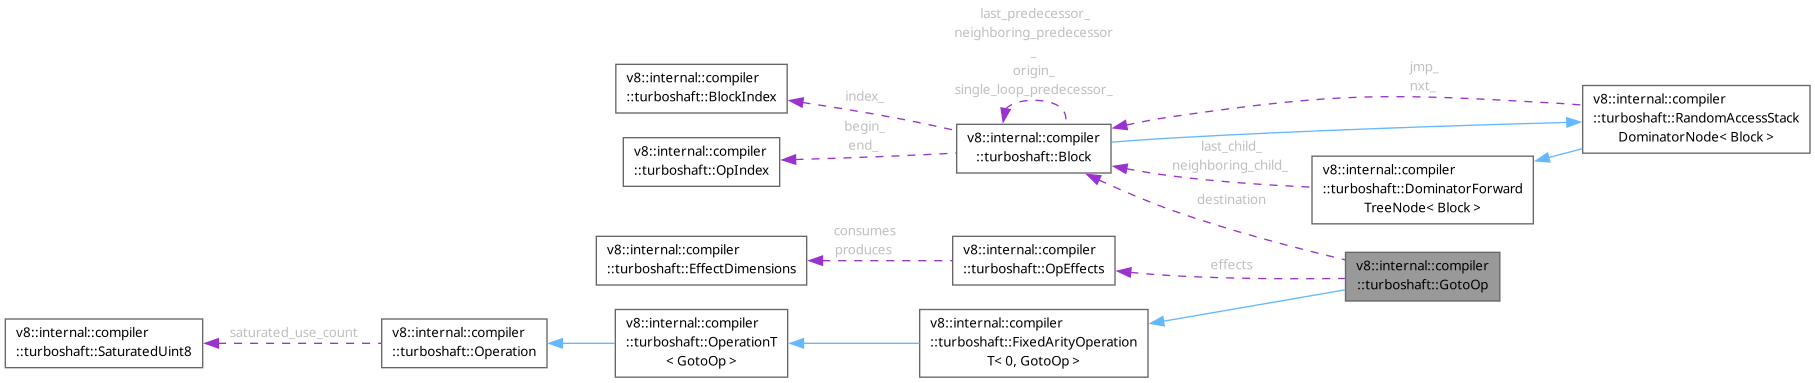 last_predecessor_
neighboring_predecessor
_
origin_
single_loop_predecessor_
v8::internal::compiler
::turboshaft::BlockIndex
index_
begin_
end_
v8::internal::compiler
::turboshaft::OpIndex
v8::internal::compiler
::turboshaft::Block
jmp_
nxt_
v8::internal::compiler
::turboshaft::RandomAccessStack
DominatorNode< Block >
last_child_
neighboring_child_
v8::internal::compiler
::turboshaft::DominatorForward
TreeNode< Block >
destination
consumes
produces
v8::internal::compiler
::turboshaft::EffectDimensions
v8::internal::compiler
::turboshaft::OpEffects
effects
v8::internal::compiler
::turboshaft::GotoOp
v8::internal::compiler
::turboshaft::SaturatedUint8
saturated_use_count
v8::internal::compiler
::turboshaft::Operation
v8::internal::compiler
::turboshaft::OperationT
< GotoOp >
v8::internal::compiler
::turboshaft::FixedArityOperation
T< 0, GotoOp >